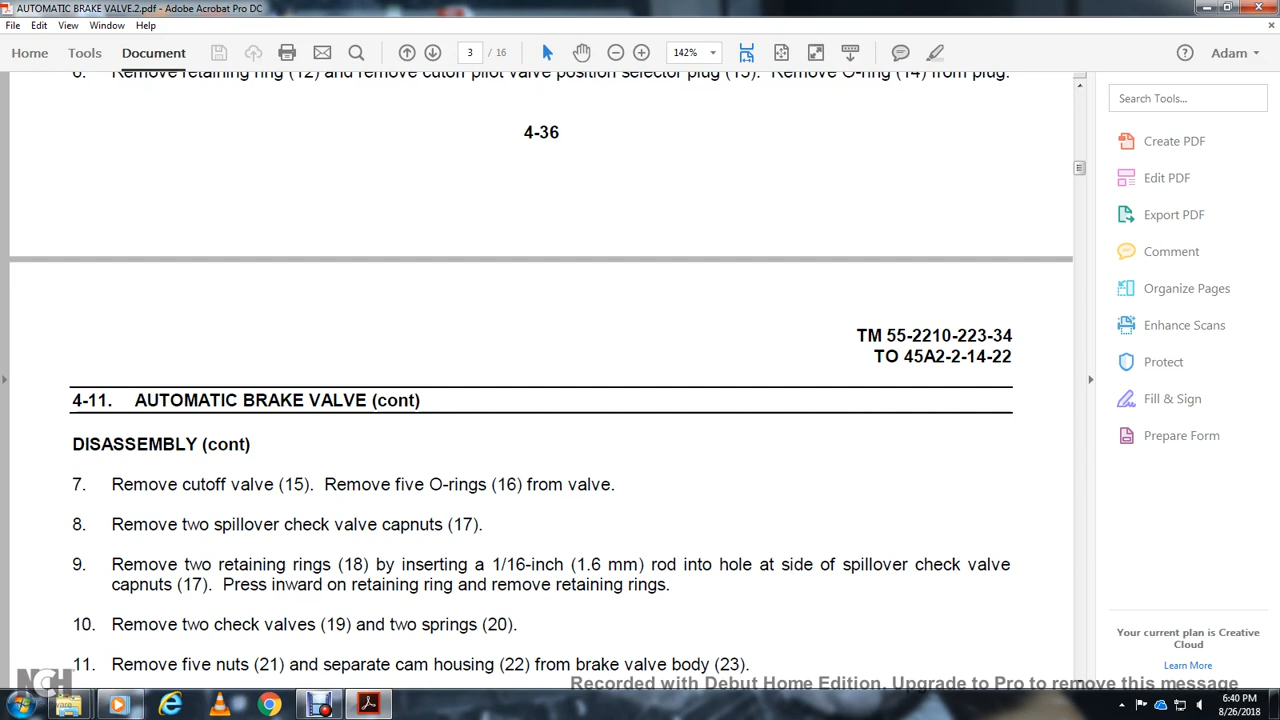 AUTOMATIC BRAKE VALVE.2.pdf - Adobe Acrobat Pro DC
File Edit View Window Help
Home Tools Document 3 / 16 142% Adam
6. Remove retaining ring (12) and remove cutoff pilot valve position selector plug (13). Remove O-ring (14) from plug.
4-36
TM 55-2210-223-34
TO 45A2-2-14-22
4-11. AUTOMATIC BRAKE VALVE (cont)
DISASSEMBLY (cont)
7. Remove cutoff valve (15). Remove five O-rings (16) from valve.
8. Remove two spillover check valve capnuts (17).
9. Remove two retaining rings (18) by inserting a 1/16-inch (1.6 mm) rod into hole at side of spillover check valve
capnuts (17). Press inward on retaining ring and remove retaining rings.
10. Remove two check valves (19) and two springs (20).
11. Remove five nuts (21) and separate cam housing (22) from brake valve body (23).
Search Tools...
Create PDF
Edit PDF
Export PDF
Comment
Organize Pages
Enhance Scans
Protect
Fill & Sign
Prepare Form
Your current plan is Creative
Cloud
Learn More
NCH
Recorded with Debut Home Edition. Upgrade to Pro to remove this message
6:40 PM
8/26/2018